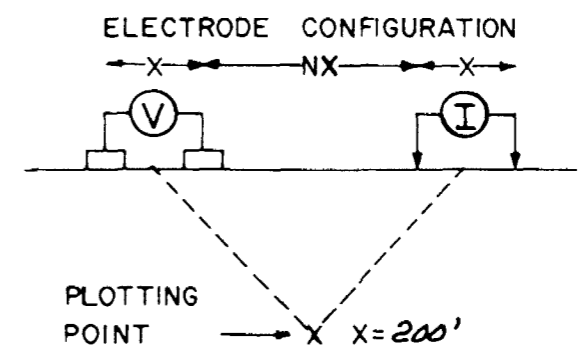 ELECTRODE CONFIGURATION
X NX X
V I
PLOTTING
POINT X X=200'